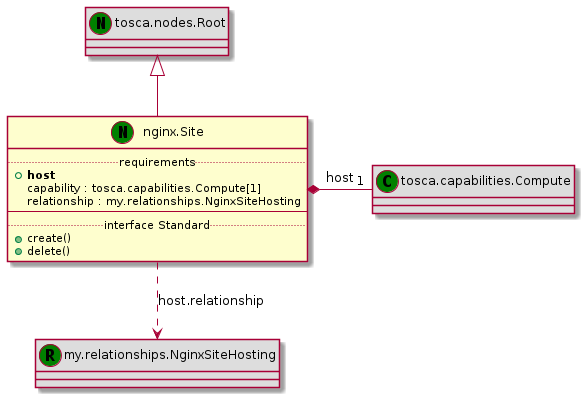 N tosca.nodes.Root
N nginx.Site
requirements
host
capability : tosca.capabilities.Compute[1]
relationship : my.relationships.NginxSiteHosting
interface Standard
create()
delete()
host 1
C tosca.capabilities.Compute
host.relationship
R my.relationships.NginxSiteHosting